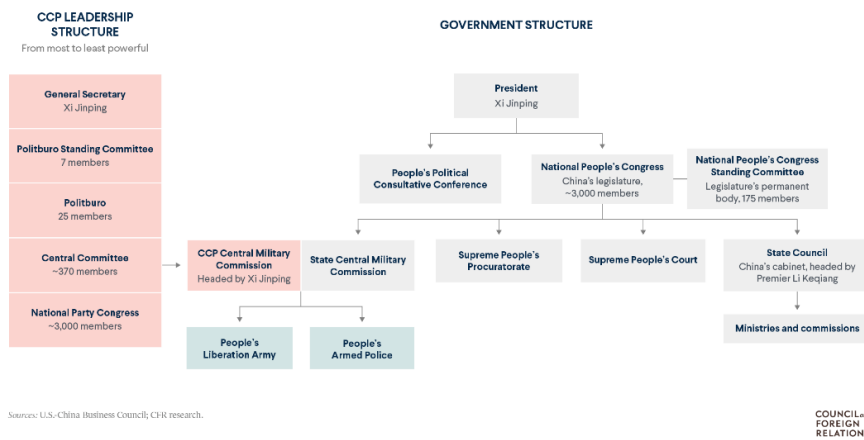 CCP LEADERSHIP
STRUCTURE
From most to least powerful
General Secretary
Xi Jinping
Politburo Standing Committee
7 members
Politburo
25 members
Central Committee
~370 members
National Party Congress
~3,000 members
GOVERNMENT STRUCTURE
President
Xi Jinping
People's Political
Consultative Conference
National People's Congress
China's legislature,
~3,000 members
National People's Congress
Standing Committee
Legislature's permanent
body, 175 members
CCP Central Military
Commission
Headed by Xi Jinping
State Central Military
Commission
Supreme People's
Procuratorate
Supreme People's Court
State Council
China's cabinet, headed by
Premier Li Keqiang
People's
Liberation Army
People's
Armed Police
Ministries and commissions
Sources: U.S.-China Business Council; CFR research.
COUNCIL
FOREIGN
RELATION